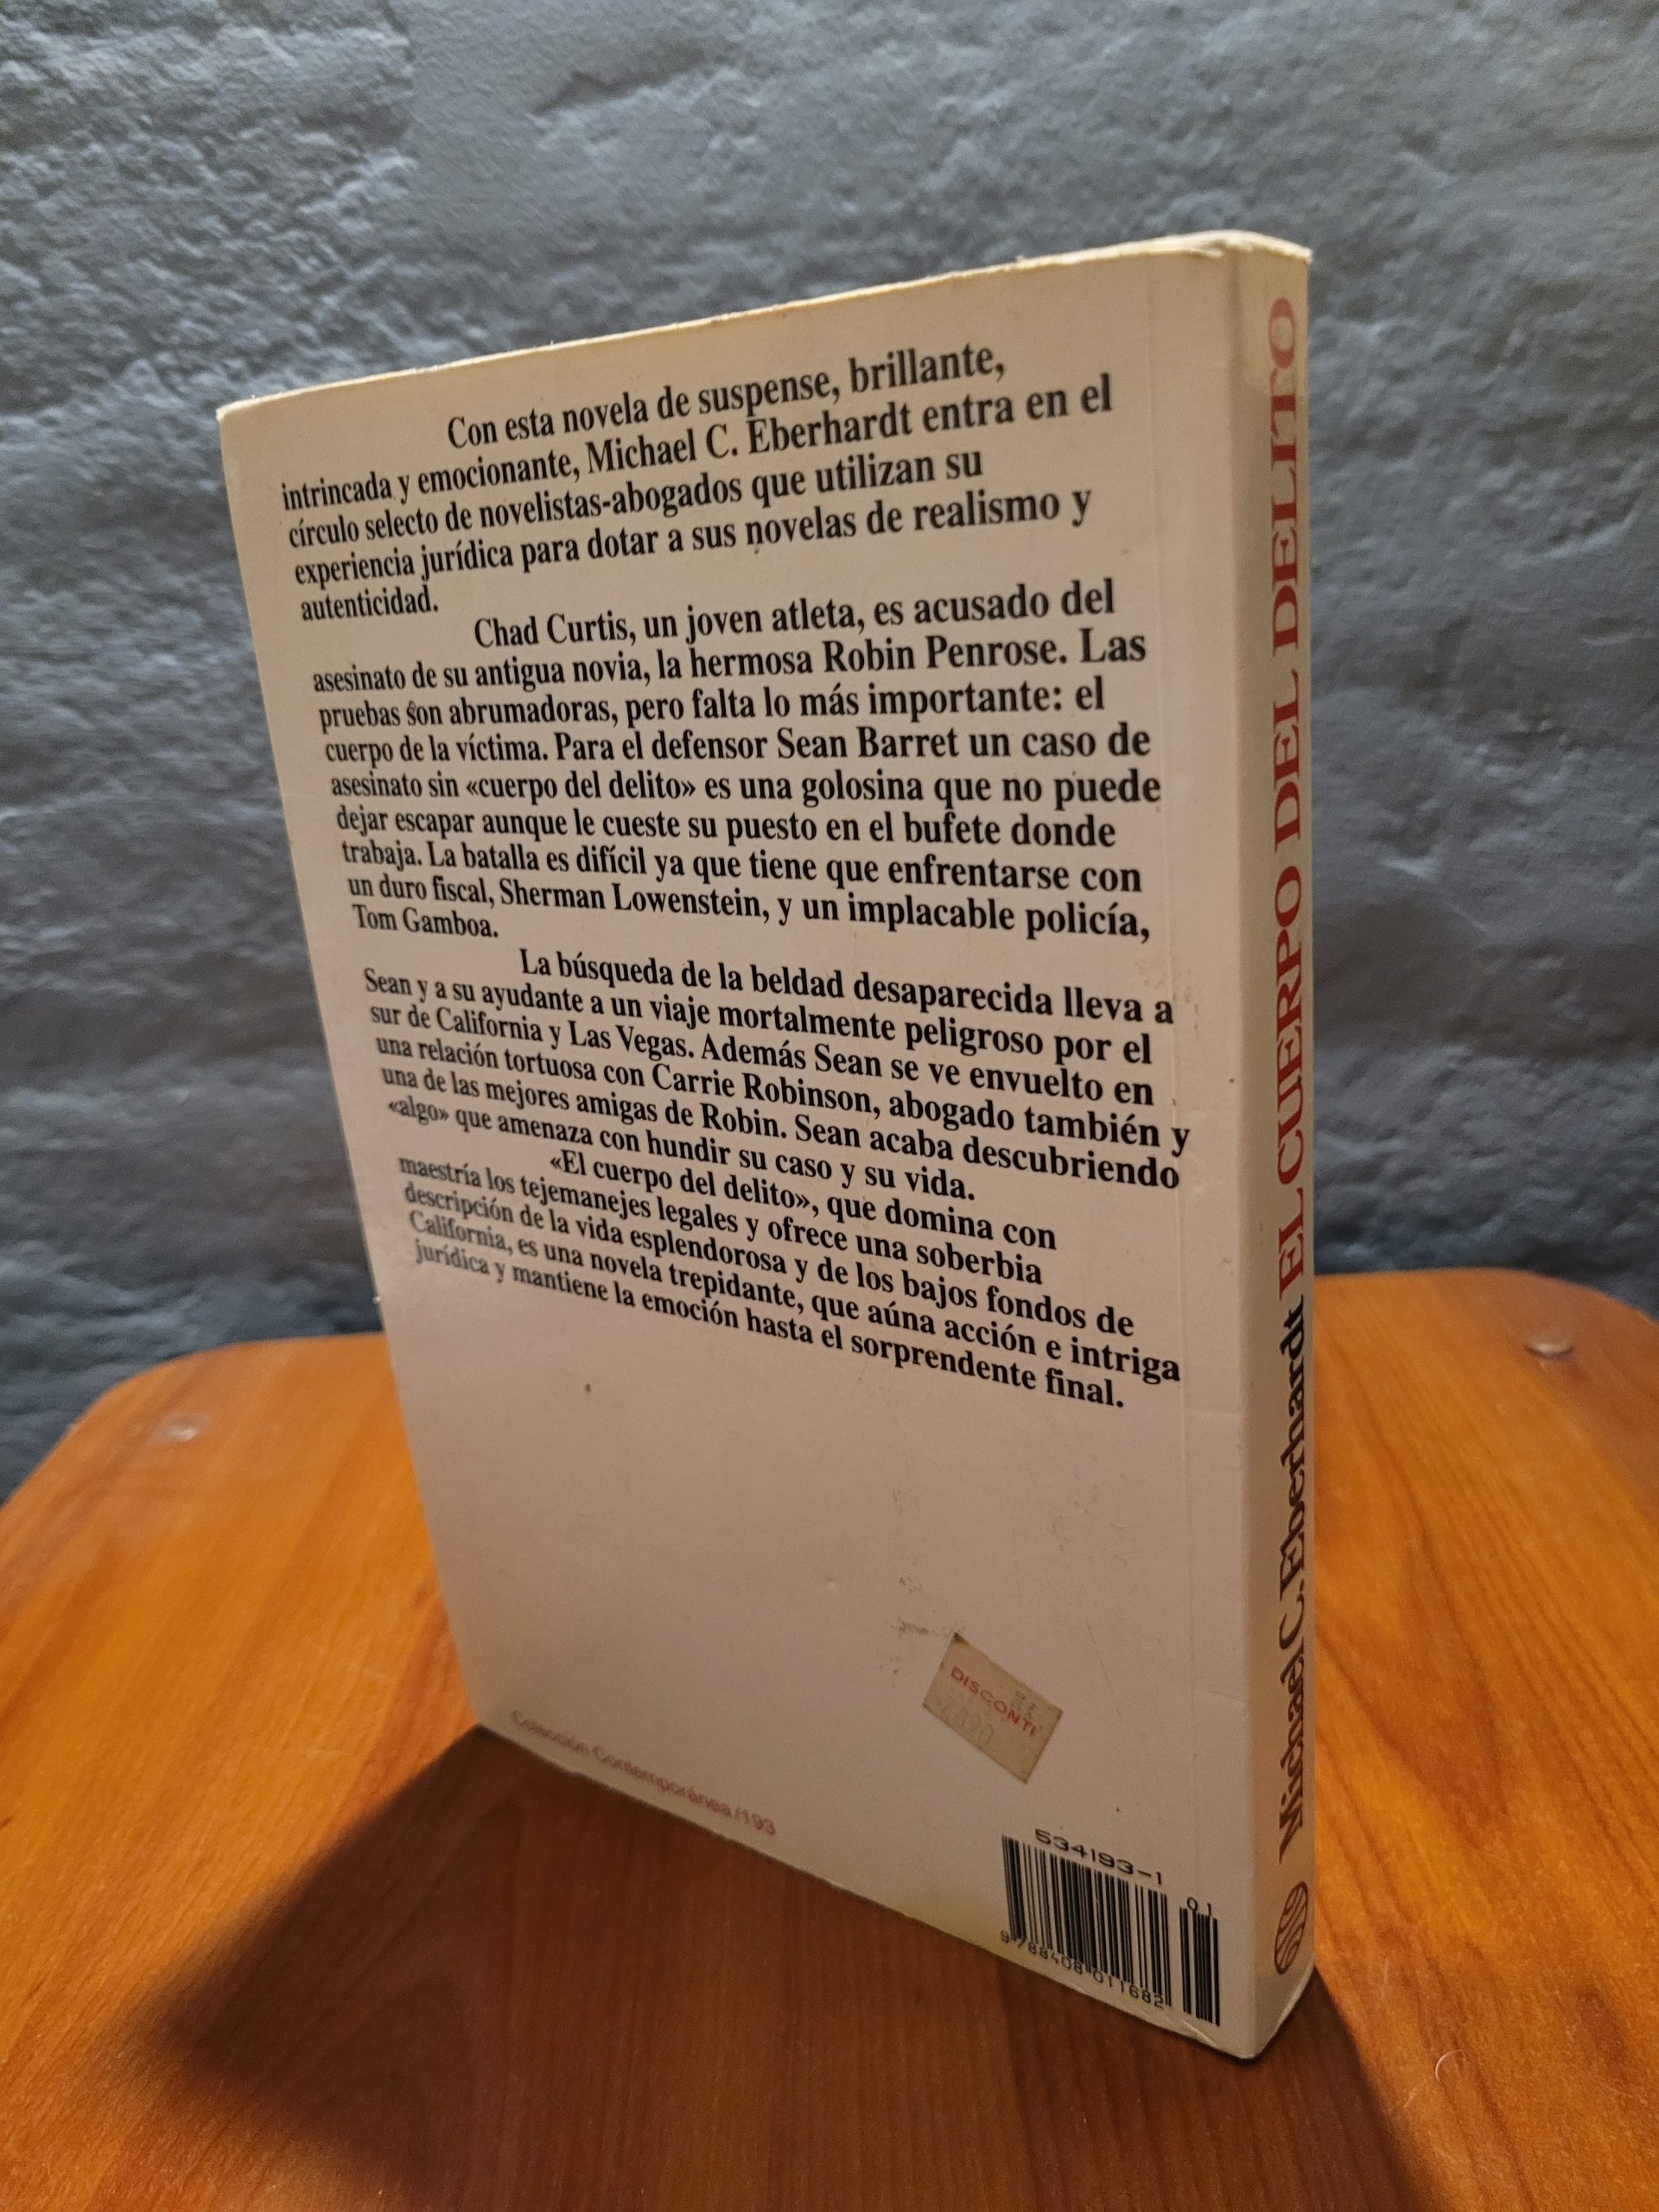 Con esta novela de suspense, brillante,
intrincada y emocionante, Michael C. Eberhardt entra en el
círculo selecto de novelistas-abogados que utilizan su
experiencia jurídica para dotar a sus novelas de realismo y
autenticidad.
Chad Curtis, un joven atleta, es acusado del
asesinato de su antigua novia, la hermosa Robin Penrose. Las
pruebas son abrumadoras, pero falta lo más importante: el
cuerpo de la víctima. Para el defensor Sean Barret un caso de
asesinato sin «cuerpo del delito» es una golosina que no puede
dejar escapar aunque le cueste su puesto en el bufete donde
trabaja. La batalla es difícil ya que tiene que enfrentarse con
un duro fiscal, Sherman Lowenstein, y un implacable policía,
Tom Gamboa.
La búsqueda de la beldad desaparecida lleva a
Sean y a su ayudante a un viaje mortalmente peligroso por el
sur de California y Las Vegas. Además Sean se ve envuelto en
una relación tortuosa con Carrie Robinson, abogado también y
una de las mejores amigas de Robin. Sean acaba descubriendo
«algo» que amenaza con hundir su caso y su vida.
«El cuerpo del delito», que domina con
maestría los tejemanejes legales y ofrece una soberbia
descripción de la vida esplendorosa y de los bajos fondos de
California, es una novela trepidante, que aúna acción e intriga
jurídica y mantiene la emoción hasta el sorprendente final.
DISCONTI
Colección Contemporánea/193
534193-1
01
9 788408 011682
Michael C. Eberhardt EL CUERPO DEL DELITO